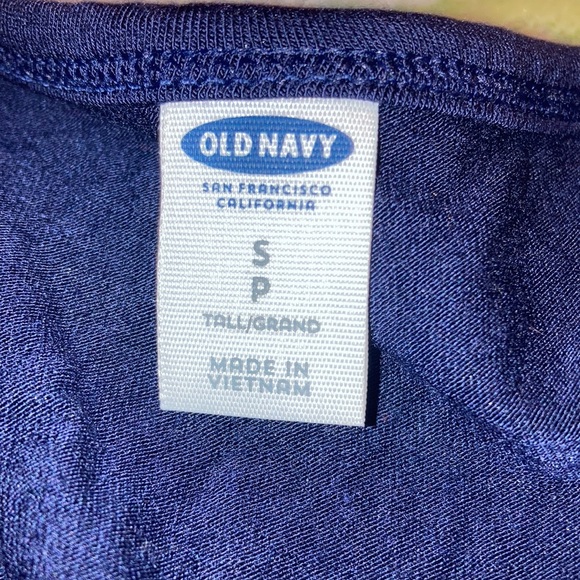 OLD NAVY
SAN FRANCISCO
CALIFORNIA
S
P
TALL/GRAND
MADE IN
VIETNAM